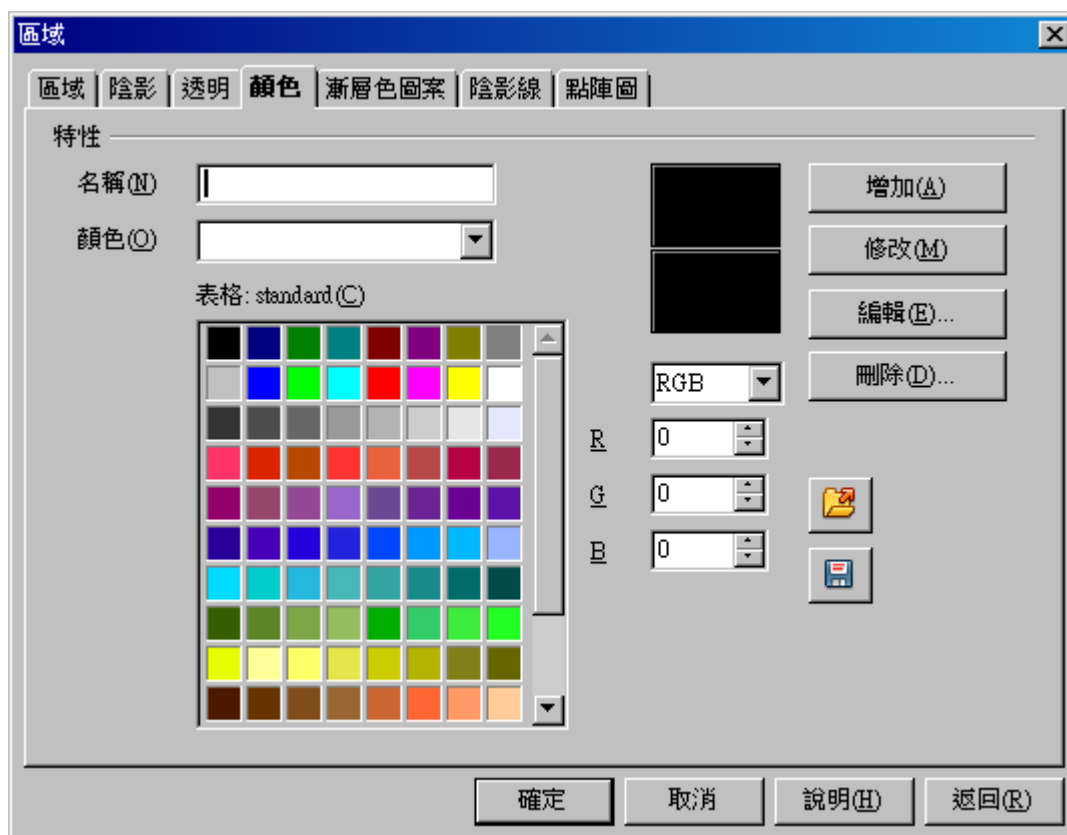 區域
區域 陰影 透明 顏色 漸層色圖案 陰影線 點陣圖
特性
名稱(N)
增加(A)
顏色(O)
修改(M)
表格: standard(C)
編輯(E)...
RGB
刪除(D)...
R 0
G 0
B 0
確定 取消 說明(H) 返回(R)